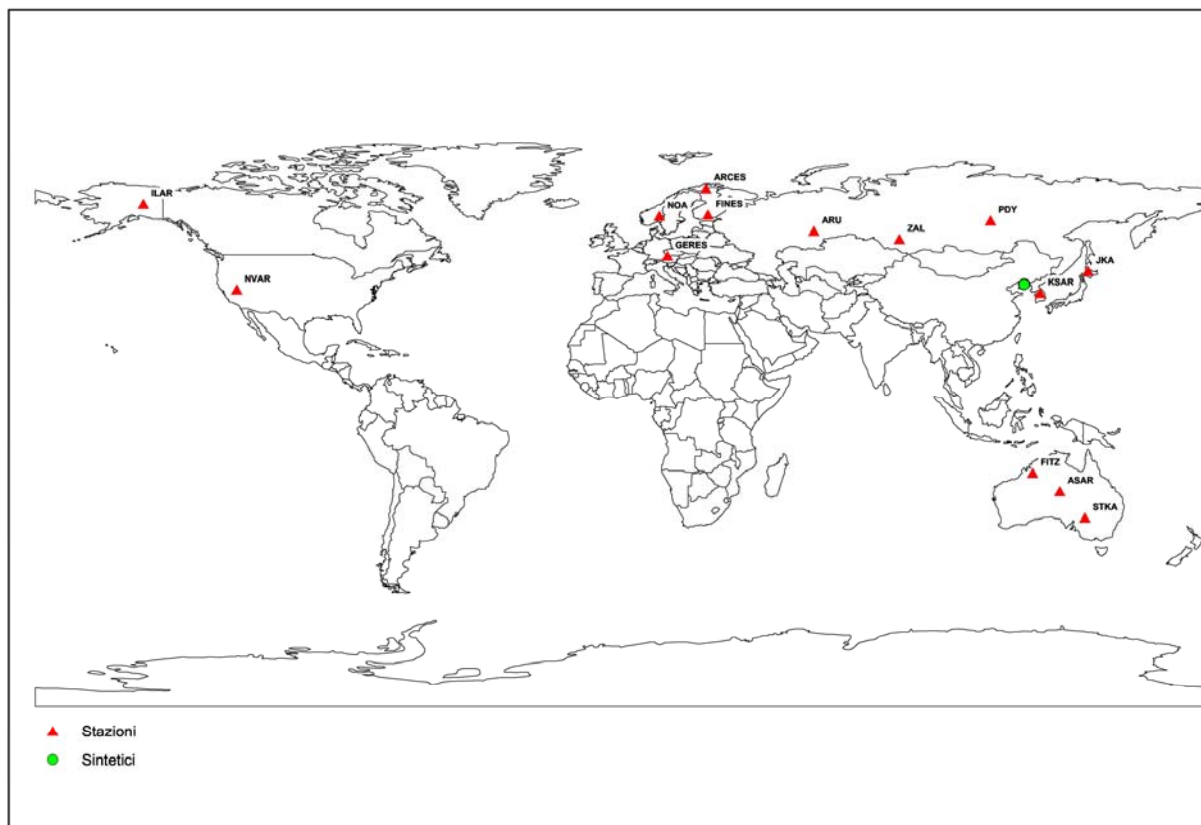 ARCES
ILAR
NOA
FINES
PDY
ARU
ZAL
GERES
JKA
NVAR
KSAR
FITZ
ASAR
STKA
Stazioni
Sintetici